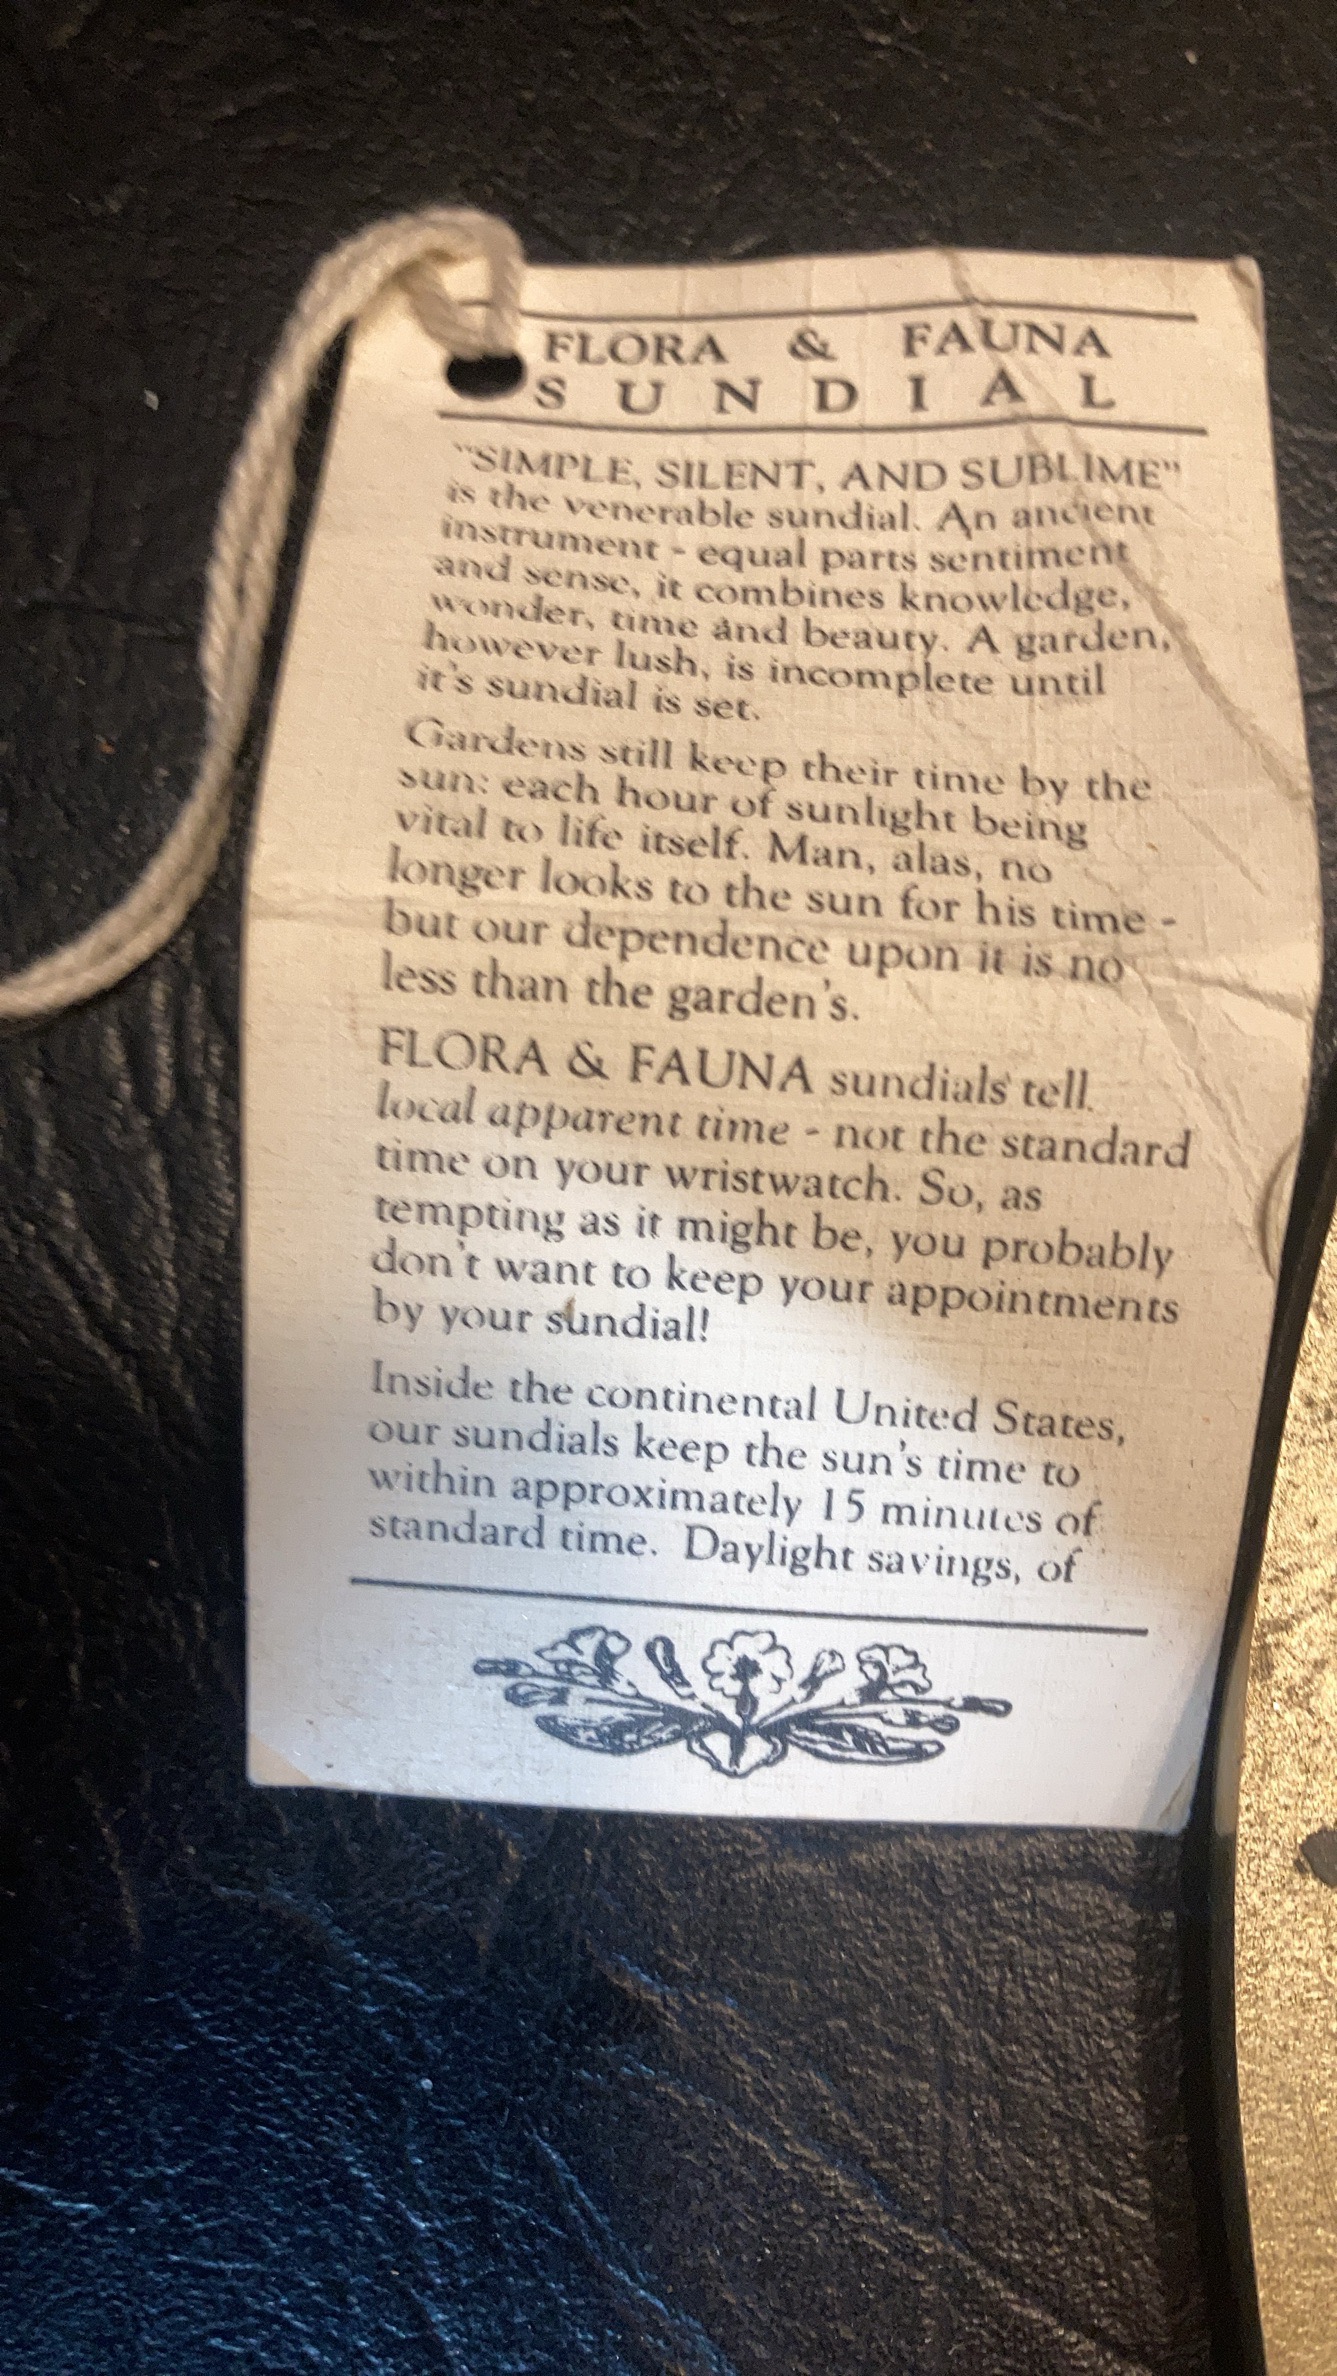 FLORA & FAUNA
SUNDIAL
"SIMPLE, SILENT, AND SUBLIME"
is the venerable sundial. An ancient
instrument - equal parts sentiment
and sense, it combines knowledge,
wonder, time and beauty. A garden,
however lush, is incomplete until
it's sundial is set.
Gardens still keep their time by the
sun: each hour of sunlight being
vital to life itself. Man, alas, no
longer looks to the sun for his time -
but our dependence upon it is no
less than the garden's.
FLORA & FAUNA sundials tell
local apparent time - not the standard
time on your wristwatch. So, as
tempting as it might be, you probably
don't want to keep your appointments
by your sundial!
Inside the continental United States,
our sundials keep the sun's time to
within approximately 15 minutes of
standard time. Daylight savings, of